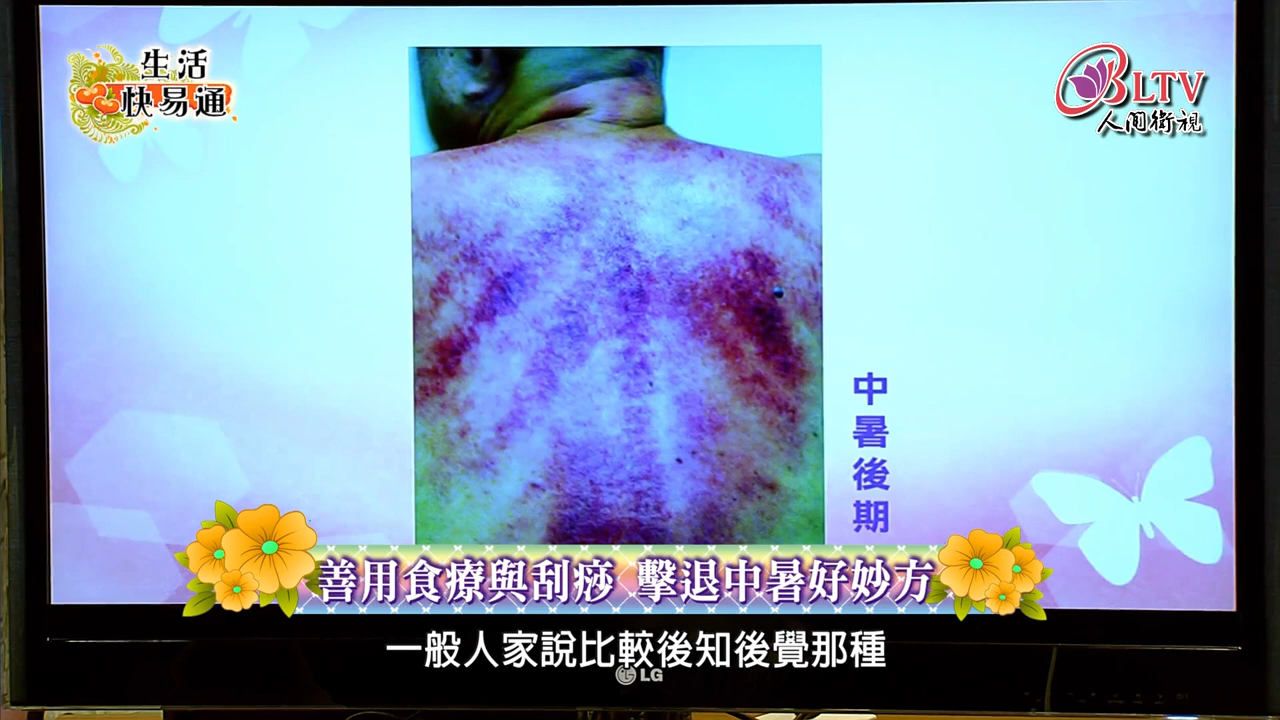 生活
快易通
BLTV
人間衛視
中暑後期
善用食療與刮痧 擊退中暑好妙方
一般人家說比較後知後覺那種
LG